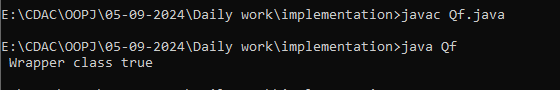 E:\CDAC\OOPJ\05-09-2024\Daily work\implementation>javac Qf.java
E:\CDAC\OOPJ\05-09-2024\Daily work\implementation>java Qf
Wrapper class true